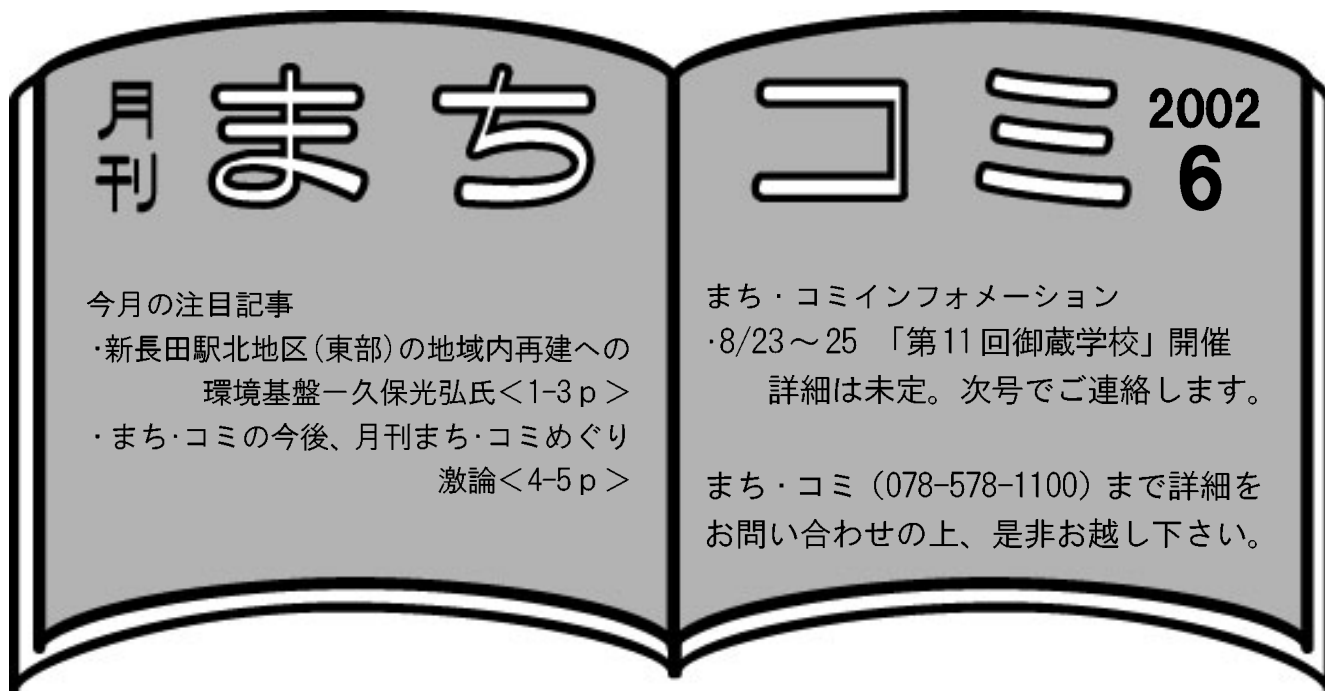 月刊 まち コミ 2002 6
今月の注目記事
・新長田駅北地区(東部)の地域内再建への
環境基盤ー久保光弘氏<1-3p>
・まち・コミの今後、月刊まち・コミめぐり
激論<4-5p>
まち・コミインフォメーション
・8/23～25 「第11回御蔵学校」開催
詳細は未定。次号でご連絡します。
まち・コミ(078-578-1100)まで詳細を
お問い合わせの上、是非お越し下さい。